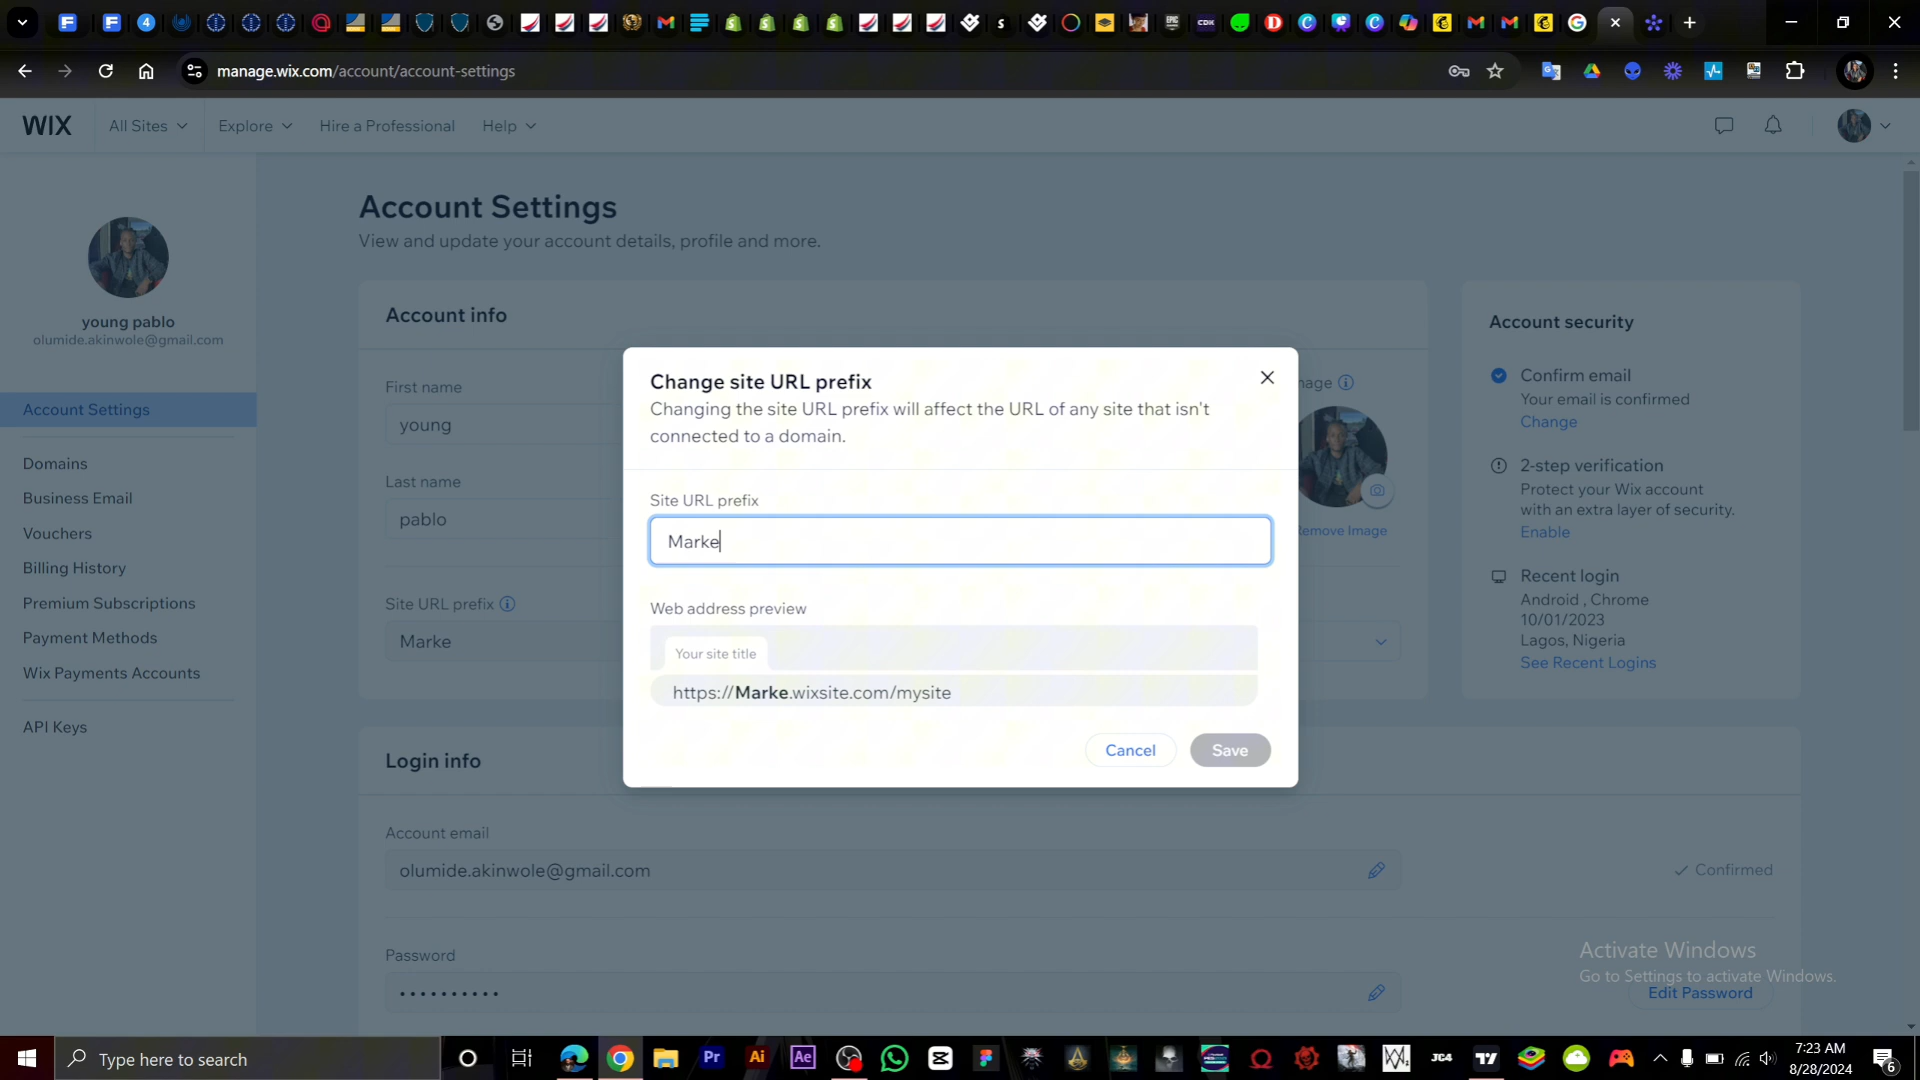 manage.wix.com/account/account-settings
WIX
All Sites
Explore
Hire a Professional
Help
young pablo
olumide.akinwole@gmail.com
Account Settings
Domains
Business Email
Vouchers
Billing History
Premium Subscriptions
Payment Methods
Wix Payments Accounts
API Keys
Account Settings
View and update your account details, profile and more.
Account info
First name
young
Last name
pablo
Site URL prefix
Marke
Remove Image
Change site URL prefix
Changing the site URL prefix will affect the URL of any site that isn't
connected to a domain.
Site URL prefix
Marke
Web address preview
Your site title
https://Marke.wixsite.com/mysite
Cancel
Save
Account security
Confirm email
Your email is confirmed
Change
2-step verification
Protect your Wix account
with an extra layer of security.
Enable
Recent login
Android , Chrome
10/01/2023
Lagos, Nigeria
See Recent Logins
Login info
Account email
olumide.akinwole@gmail.com
Confirmed
Password
Edit Password
Activate Windows
Go to Settings to activate Windows.
Type here to search
Pr
Ai
Ae
JC4
7:23 AM
8/28/2024
6